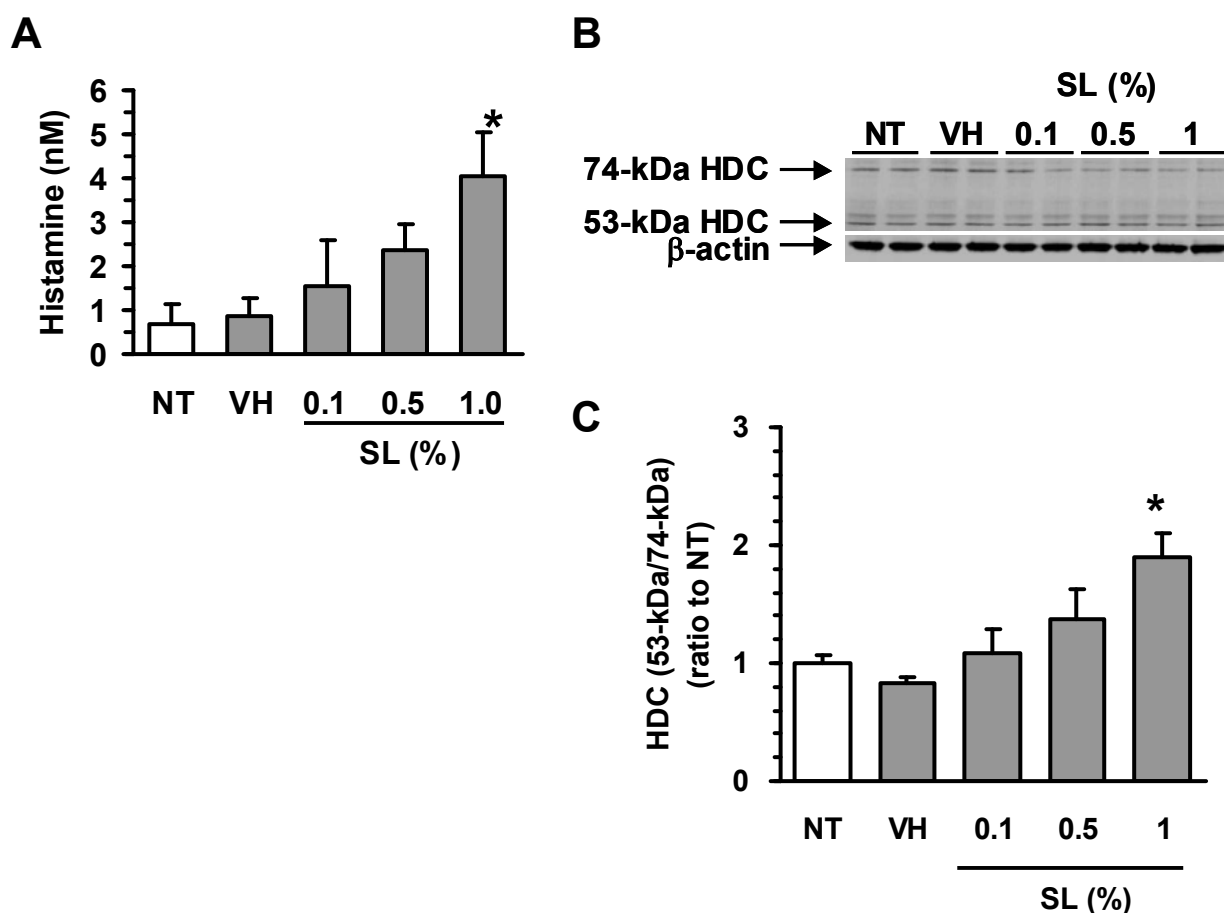 A
Histamine (nM)
6
5
4
3
2
1
0
*
NT VH 0.1 0.5 1.0
SL (%)
B
SL (%)
NT VH 0.1 0.5 1
74-kDa HDC
53-kDa HDC
β-actin
C
HDC (53-kDa/74-kDa)
(ratio to NT)
3
2
1
0
*
NT VH 0.1 0.5 1
SL (%)